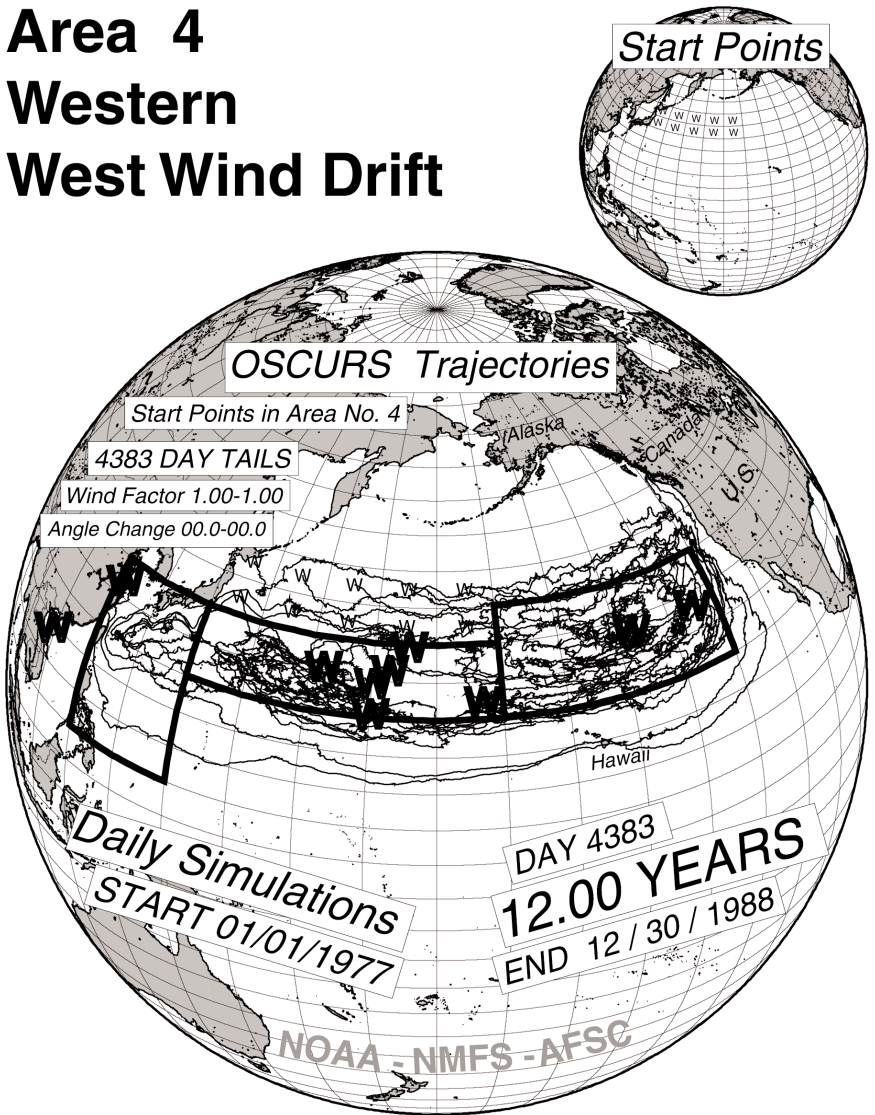 Area 4
Western
West Wind Drift
Start Points
W
W W W W W
W W W W
OSCURS Trajectories
Start Points in Area No. 4
4383 DAY TAILS
Wind Factor 1.00-1.00
Angle Change 00.0-00.0
Alaska
Canada
U.S.
W W W W W
W W W W W
W W W W W W W W W W
Hawaii
Daily Simulations
START 01/01/1977
DAY 4383
12.00 YEARS
END 12 / 30 / 1988
NOAA - NMFS - AFSC